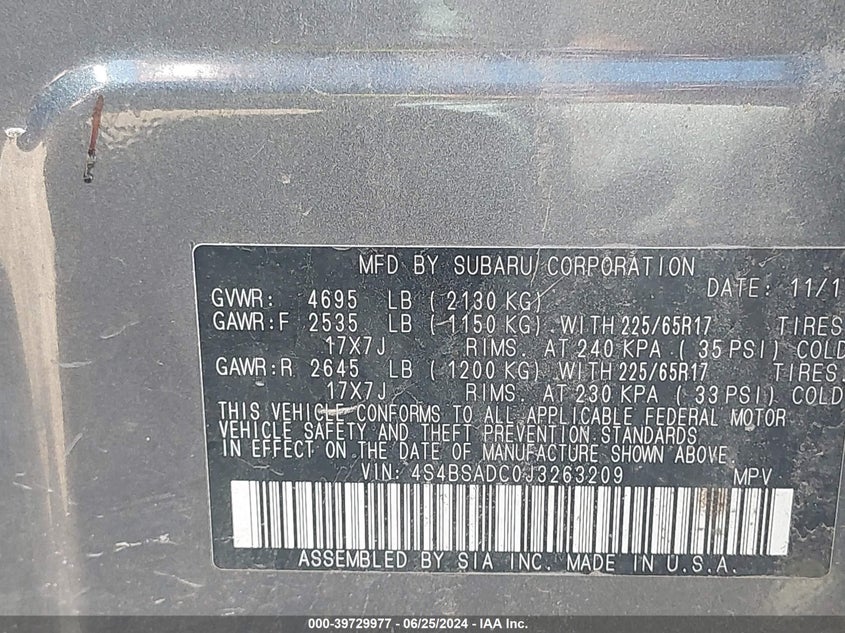 MFD BY SUBARU CORPORATION
DATE: 11/1
GVWR: 4695 LB (2130 KG)
GAWR:F 2535 LB (1150 KG) WITH 225/65R17 TIRES
17X7J RIMS. AT 240 KPA (35 PSI) COLD
GAWR:R 2645 LB (1200 KG) WITH 225/65R17 TIRES.
17X7J RIMS. AT 230 KPA (33 PSI) COLD
THIS VEHICLE CONFORMS TO ALL APPLICABLE FEDERAL MOTOR
VEHICLE SAFETY AND THEFT PREVENTION STANDARDS
IN EFFECT ON THE DATE OF MANUFACTURE SHOWN ABOVE
VIN: 4S4BSADC0J3263209 MPV
ASSEMBLED BY SIA INC. MADE IN U.S.A.
000-39729977 - 06/25/2024 - IAA Inc.